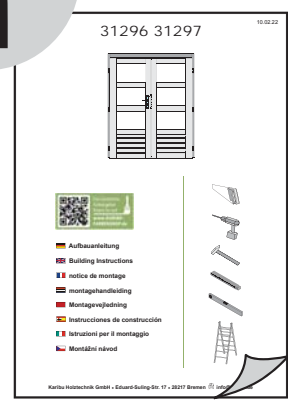 10.02.22
31296 31297
Aufbauanleitung
Building Instructions
notice de montage
montagehandleiding
Montagevejledning
Instrucciones de construcción
Istruzioni per il montaggio
Montážní návod
Karibu Holztechnik GmbH • Eduard-Suling-Str. 17 • 28217 Bremen